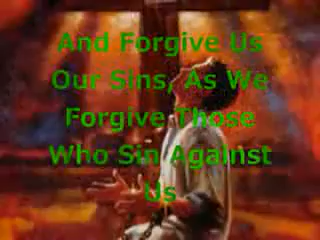 And Forgive Us
Our Sins, As We
Forgive Those
Who Sin Against
Us